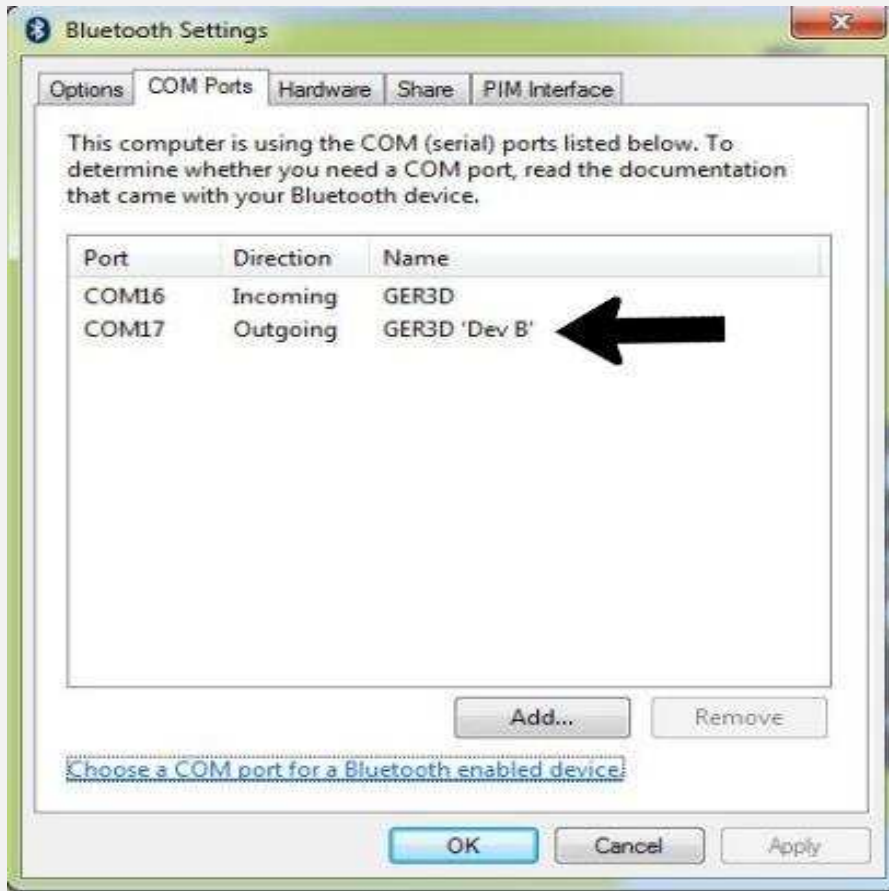 Bluetooth Settings
Options COM Ports Hardware Share PIM Interface
This computer is using the COM (serial) ports listed below. To
determine whether you need a COM port, read the documentation
that came with your Bluetooth device.
Port Direction Name
COM16 Incoming GER3D
COM17 Outgoing GER3D 'Dev B'
Add... Remove
Choose a COM port for a Bluetooth enabled device.
OK Cancel Apply